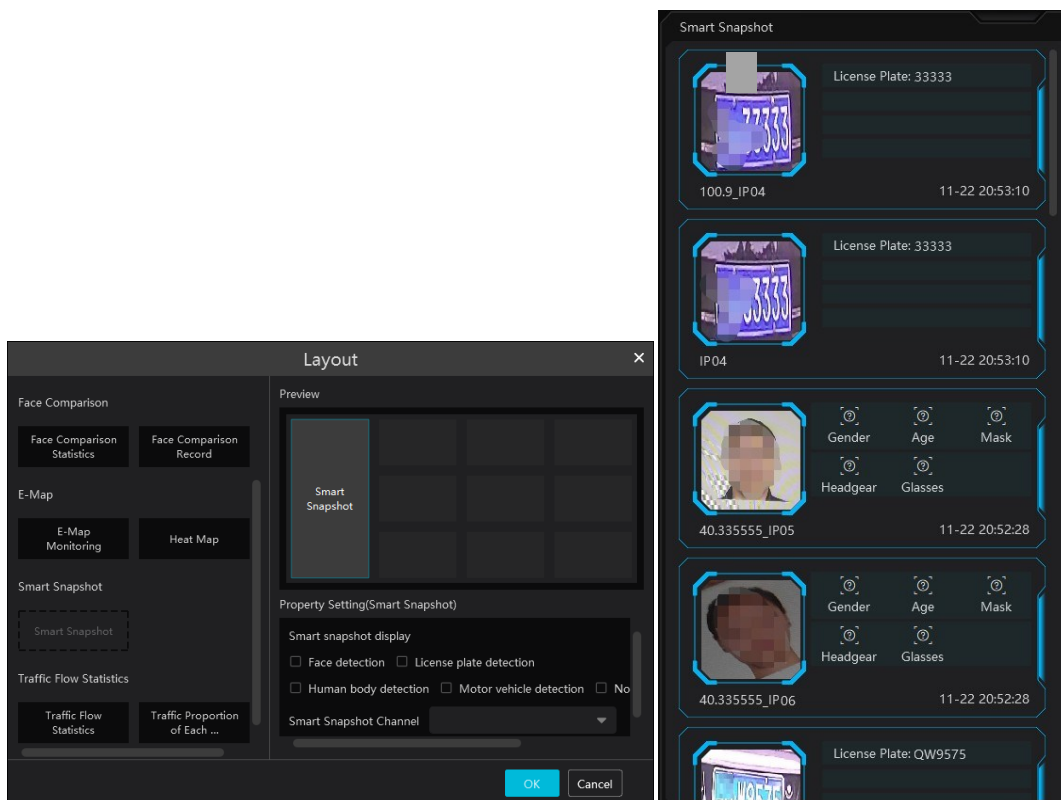 Layout
Face Comparison
Face Comparison
Statistics
Face Comparison
Record
E-Map
E-Map
Monitoring
Heat Map
Smart Snapshot
Smart Snapshot
Traffic Flow Statistics
Traffic Flow
Statistics
Traffic Proportion
of Each ...
Preview
Smart
Snapshot
Property Setting(Smart Snapshot)
Smart snapshot display
Face detection License plate detection
Human body detection Motor vehicle detection No
Smart Snapshot Channel
OK Cancel
Smart Snapshot
33333
License Plate: 33333
100.9_IP04 11-22 20:53:10
33333
License Plate: 33333
IP04 11-22 20:53:10
Gender Age Mask
Headgear Glasses
40.335555_IP05 11-22 20:52:28
Gender Age Mask
Headgear Glasses
40.335555_IP06 11-22 20:52:28
License Plate: QW9575